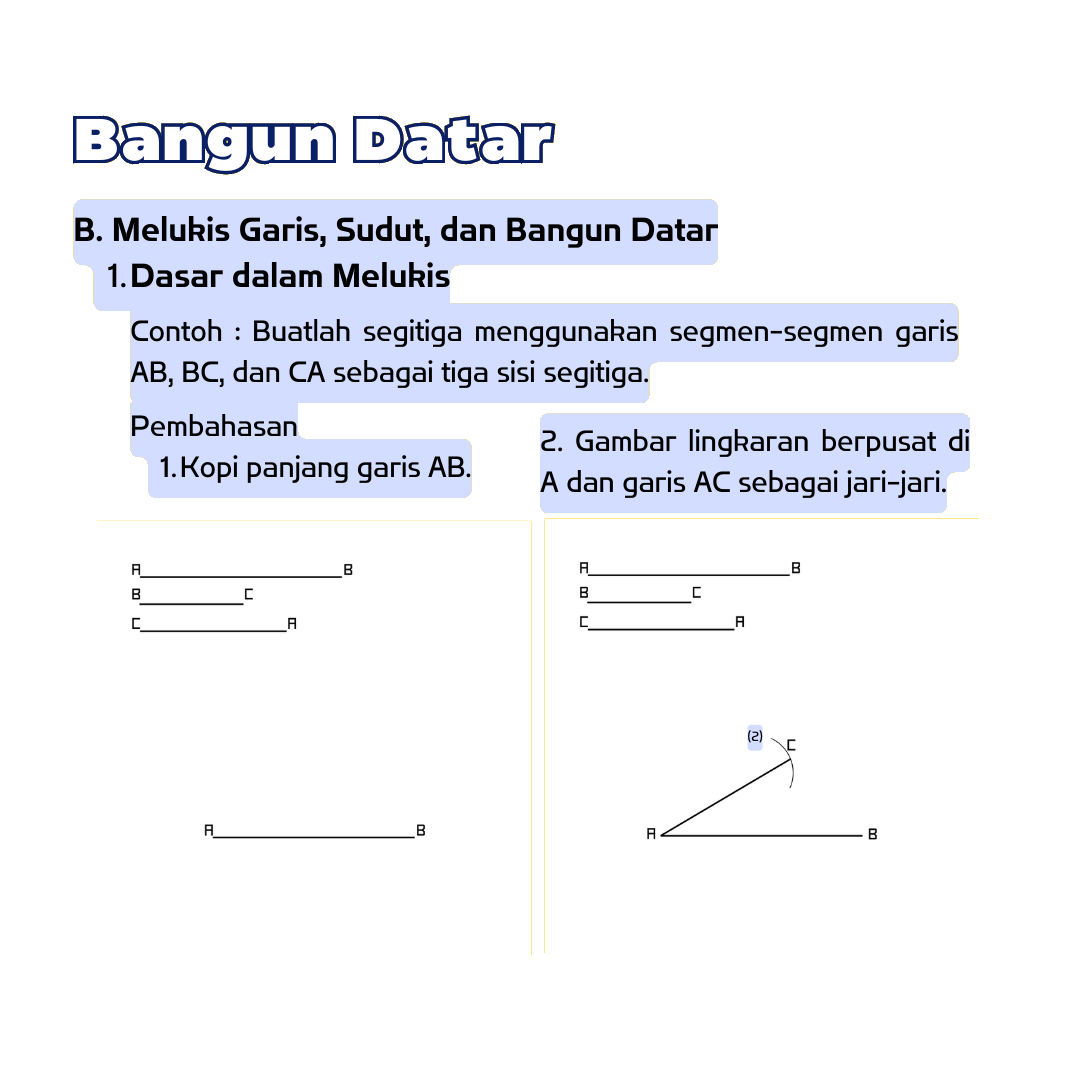 Bangun Datar
B. Melukis Garis, Sudut, dan Bangun Datar
1. Dasar dalam Melukis
Contoh : Buatlah segitiga menggunakan segmen-segmen garis
AB, BC, dan CA sebagai tiga sisi segitiga.
Pembahasan
1. Kopi panjang garis AB.
2. Gambar lingkaran berpusat di
A dan garis AC sebagai jari-jari.
A B
B C
C A
A B
A B
B C
C A
(2) C
A B